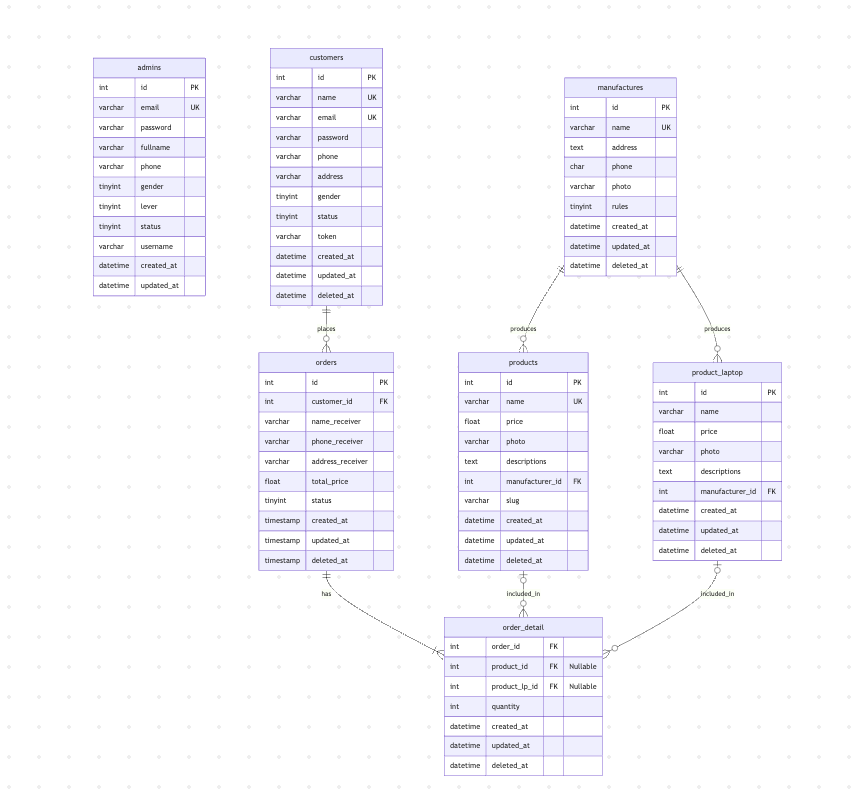 admins
int id PK
varchar email UK
varchar password
varchar fullname
varchar phone
tinyint gender
tinyint lever
tinyint status
varchar username
datetime created_at
datetime updated_at
customers
int id PK
varchar name UK
varchar email UK
varchar password
varchar phone
varchar address
tinyint gender
tinyint status
varchar token
datetime created_at
datetime updated_at
datetime deleted_at
manufactures
int id PK
varchar name UK
text address
char phone
varchar photo
tinyint rules
datetime created_at
datetime updated_at
datetime deleted_at
places
produces
produces
orders
int id PK
int customer_id FK
varchar name_receiver
varchar phone_receiver
varchar address_receiver
float total_price
tinyint status
timestamp created_at
timestamp updated_at
timestamp deleted_at
products
int id PK
varchar name UK
float price
varchar photo
text descriptions
int manufacturer_id FK
varchar slug
datetime created_at
datetime updated_at
datetime deleted_at
product_laptop
int id PK
varchar name
float price
varchar photo
text descriptions
int manufacturer_id FK
datetime created_at
datetime updated_at
datetime deleted_at
has
included_in
included_in
order_detail
int order_id FK
int product_id FK Nullable
int product_lp_id FK Nullable
int quantity
datetime created_at
datetime updated_at
datetime deleted_at